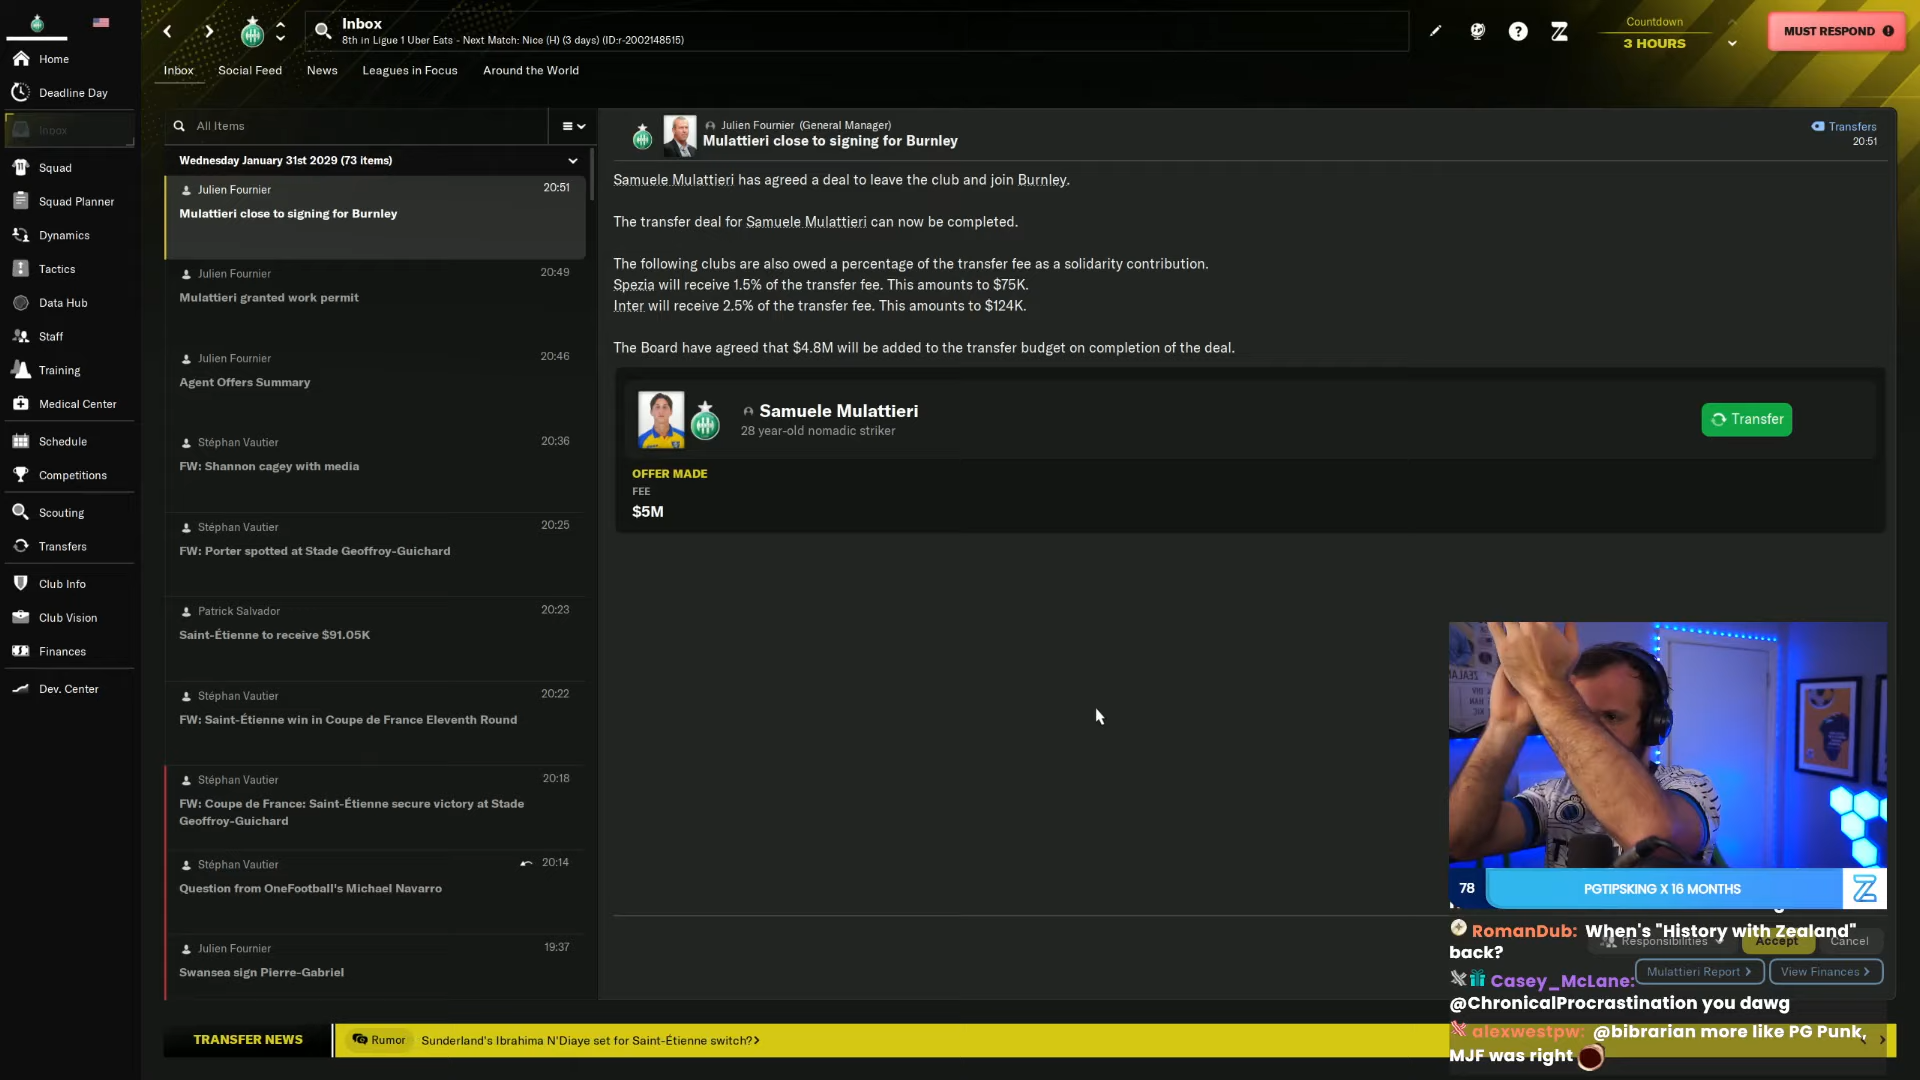 Inbox
8th in Ligue 1 Uber Eats - Next Match: Nice (H) (3 days) (ID:r-2002148515)
Countdown
3 HOURS
MUST RESPOND
Inbox
Social Feed
News
Leagues in Focus
Around the World
Home
Deadline Day
Inbox
Squad
Squad Planner
Dynamics
Tactics
Data Hub
Staff
Training
Medical Center
Schedule
Competitions
Scouting
Transfers
Club Info
Club Vision
Finances
Dev. Center
All Items
Wednesday January 31st 2029 (73 items)
Julien Fournier 20:51
Mulattieri close to signing for Burnley
Julien Fournier 20:49
Mulattieri granted work permit
Julien Fournier 20:46
Agent Offers Summary
Stéphan Vautier 20:36
FW: Shannon cagey with media
Stéphan Vautier 20:25
FW: Porter spotted at Stade Geoffroy-Guichard
Patrick Salvador 20:23
Saint-Étienne to receive $91.05K
Stéphan Vautier 20:22
FW: Saint-Étienne win in Coupe de France Eleventh Round
Stéphan Vautier 20:18
FW: Coupe de France: Saint-Étienne secure victory at Stade
Geoffroy-Guichard
Stéphan Vautier 20:14
Question from OneFootball's Michael Navarro
Julien Fournier 19:37
Swansea sign Pierre-Gabriel
Julien Fournier (General Manager)
Mulattieri close to signing for Burnley
Transfers
20:51
Samuele Mulattieri has agreed a deal to leave the club and join Burnley.
The transfer deal for Samuele Mulattieri can now be completed.
The following clubs are also owed a percentage of the transfer fee as a solidarity contribution.
Spezia will receive 1.5% of the transfer fee. This amounts to $75K.
Inter will receive 2.5% of the transfer fee. This amounts to $124K.
The Board have agreed that $4.8M will be added to the transfer budget on completion of the deal.
Samuele Mulattieri
28 year-old nomadic striker
Transfer
OFFER MADE
FEE
$5M
78
PGTIPSKING X 16 MONTHS
Z
RomanDub: When's "History with Zealand"
back?
Responsibilities
Accept
Cancel
Casey_McLane:
@ChronicalProcrastination you dawg
Mulattieri Report
View Finances
alexwestpw: @bibrarian more like PG Punk,
MJF was right
TRANSFER NEWS
Rumor
Sunderland's Ibrahima N'Diaye set for Saint-Étienne switch?